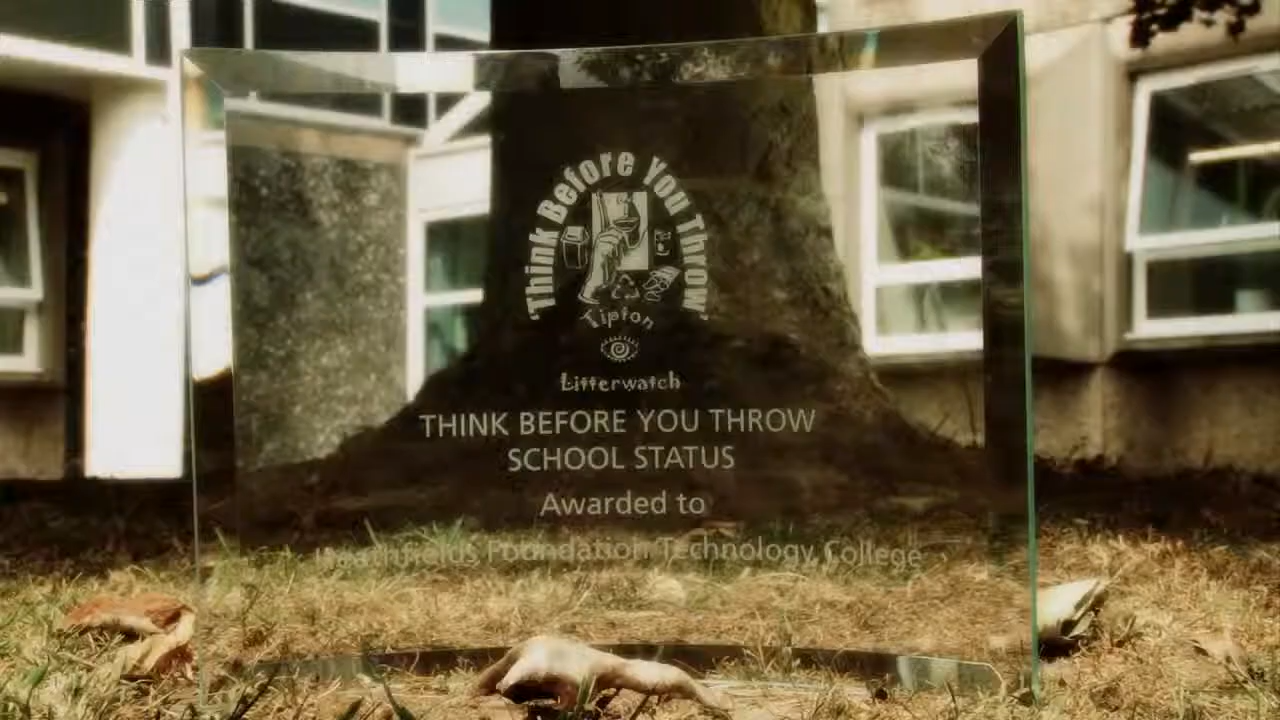 'Think Before You Throw'
Tipton
Litterwatch
THINK BEFORE YOU THROW
SCHOOL STATUS
Awarded to
Foundation Technology College